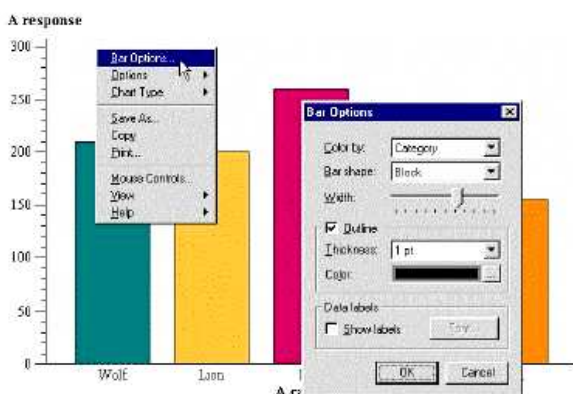 A response
300
250
200
150
100
50
0
Wolf
Lion
Bar Options...
Options
Chart Type
Save As...
Copy
Print...
Mouse Controls...
View
Help
Bar Options
Color by:
Category
Bar shape:
Block
Width:
Outline
Thickness:
1 pt
Color:
...
Data labels
Show labels
OK
Cancel
A ca